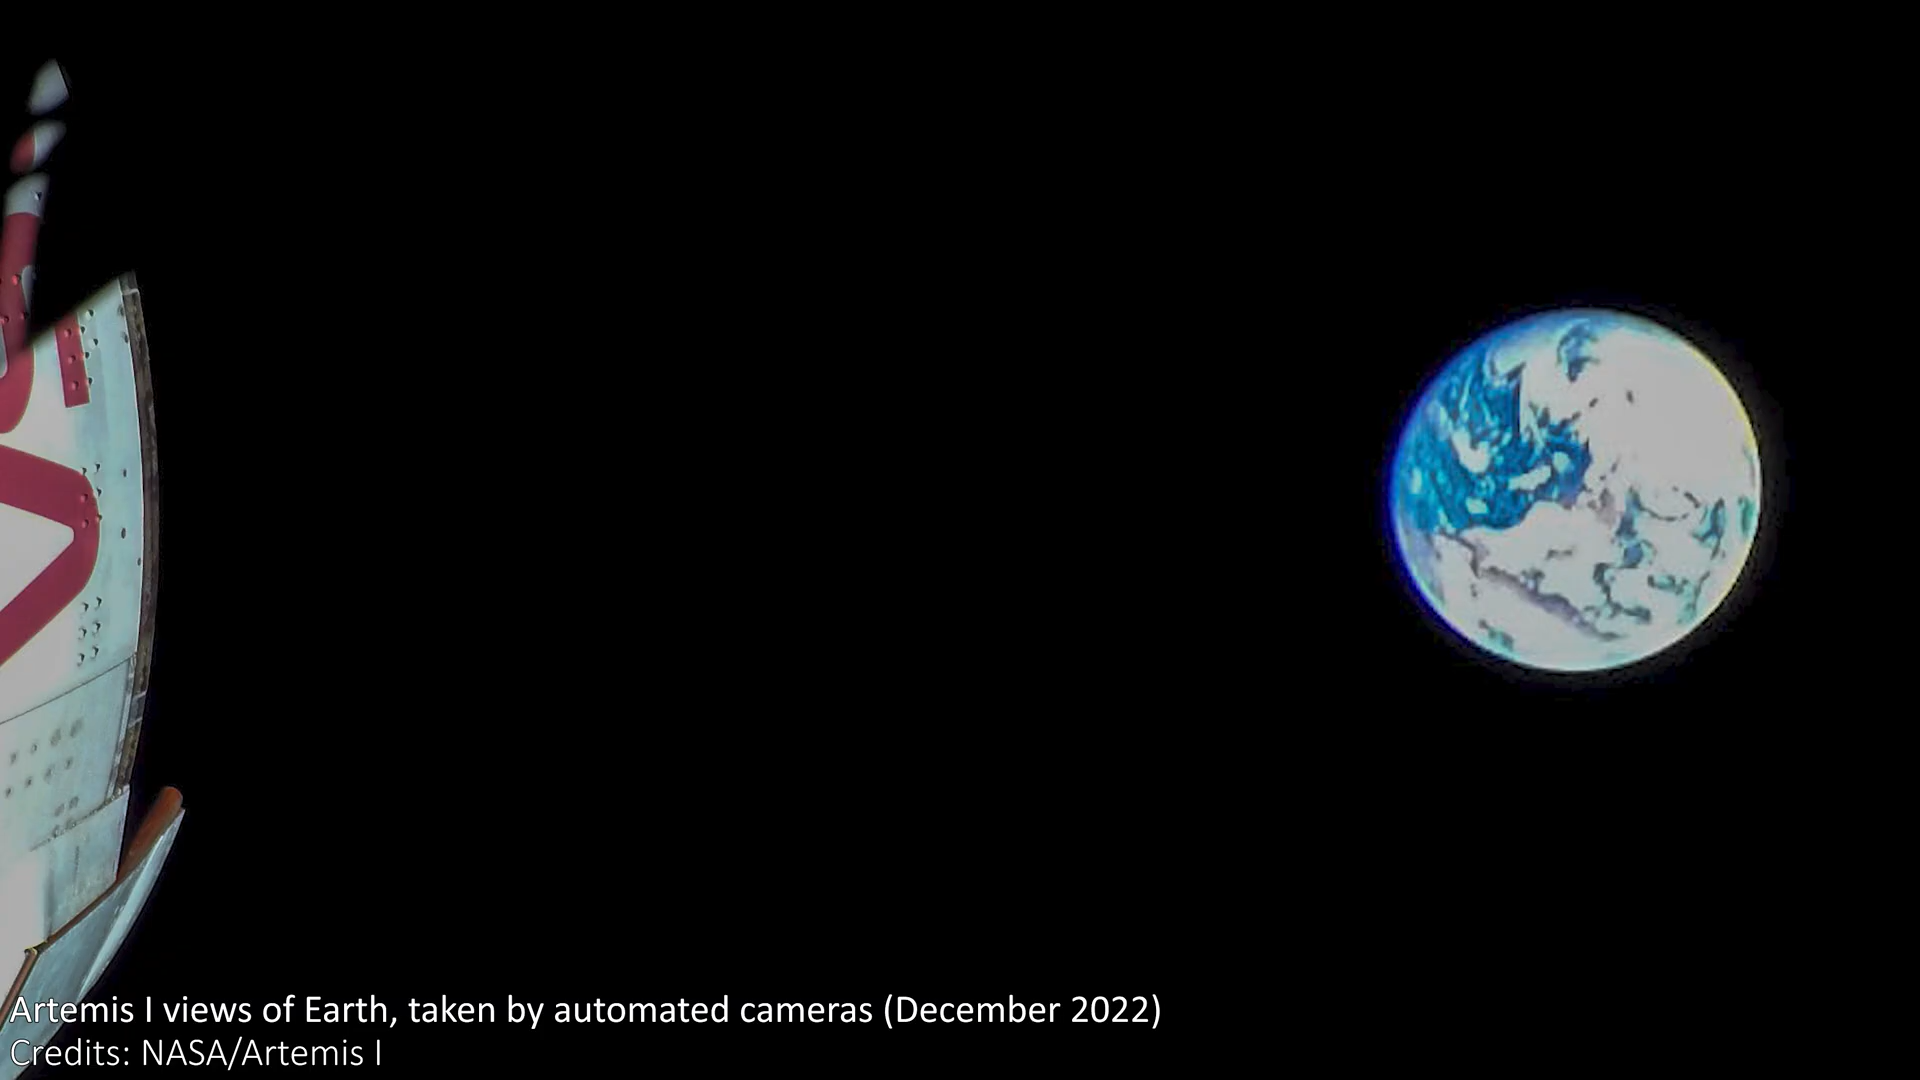 Artemis I views of Earth, taken by automated cameras (December 2022)
Credits: NASA/Artemis I